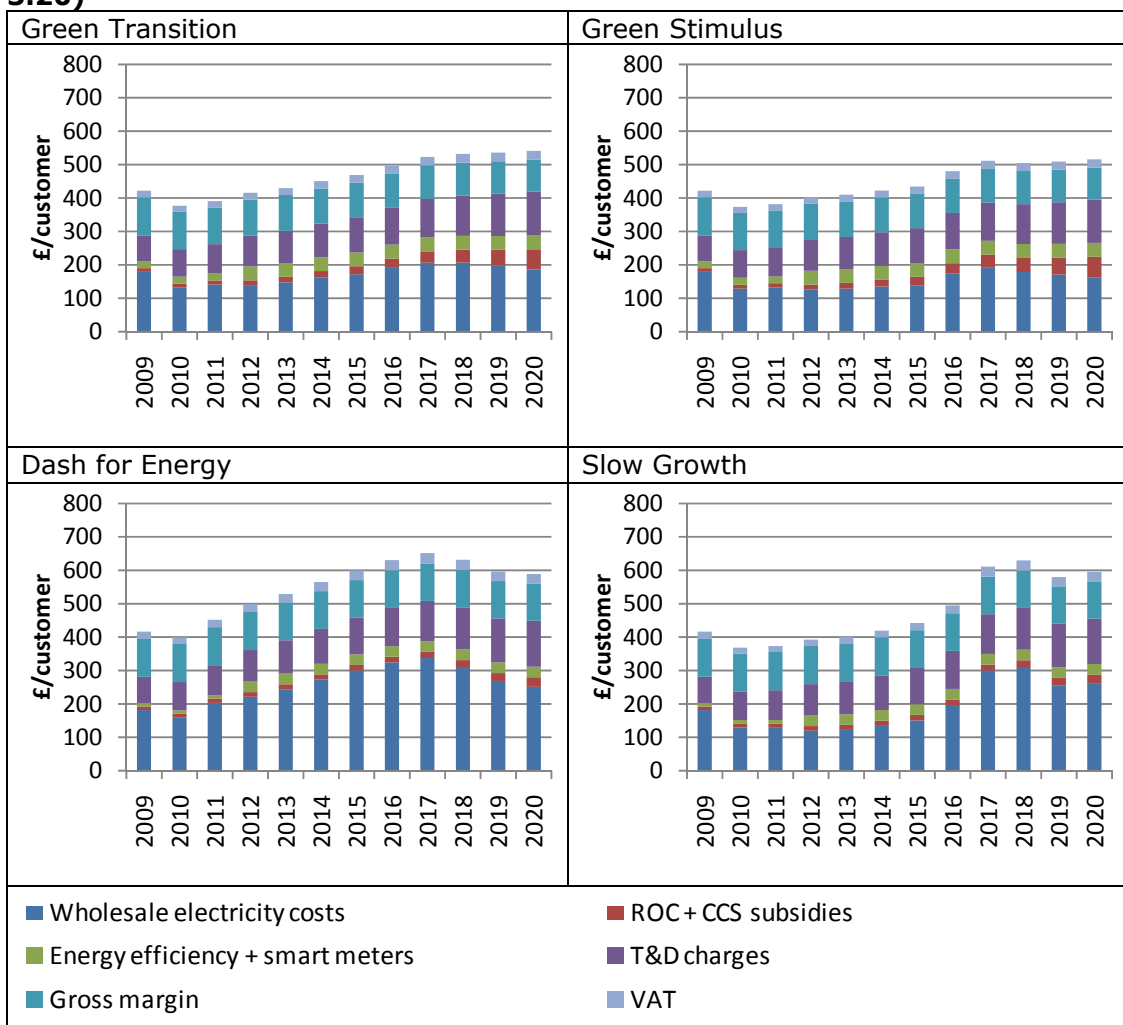 Green Transition
Green Stimulus
800
700
600
500
400
300
200
100
0
£/customer
2009 2010 2011 2012 2013 2014 2015 2016 2017 2018 2019 2020
800
700
600
500
400
300
200
100
0
£/customer
2009 2010 2011 2012 2013 2014 2015 2016 2017 2018 2019 2020
Dash for Energy
Slow Growth
800
700
600
500
400
300
200
100
0
£/customer
2009 2010 2011 2012 2013 2014 2015 2016 2017 2018 2019 2020
800
700
600
500
400
300
200
100
0
£/customer
2009 2010 2011 2012 2013 2014 2015 2016 2017 2018 2019 2020
Wholesale electricity costs
ROC + CCS subsidies
Energy efficiency + smart meters
T&D charges
Gross margin
VAT